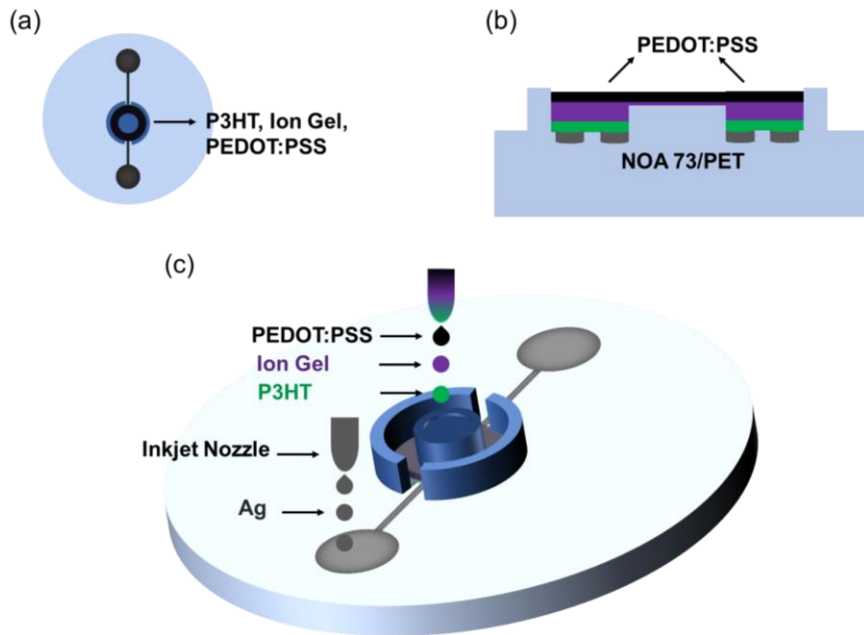 (a)
P3HT, Ion Gel,
PEDOT:PSS
(b)
PEDOT:PSS
NOA 73/PET
(c)
PEDOT:PSS
Ion Gel
P3HT
Inkjet Nozzle
Ag